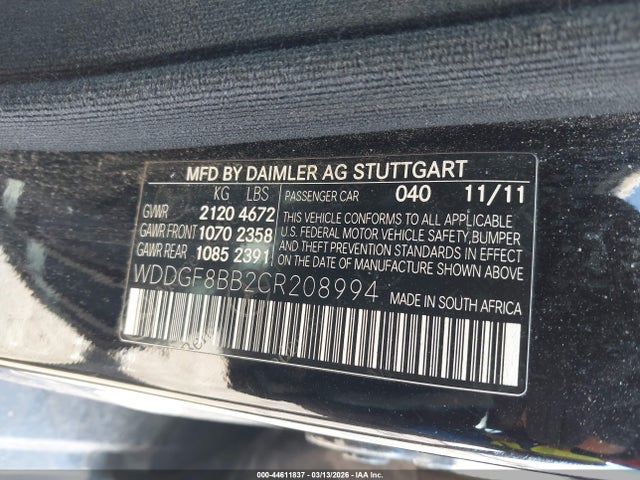 MFD BY DAIMLER AG STUTTGART
KG LBS PASSENGER CAR 040 11/11
GVWR 2120 4672
GAWR FRONT 1070 2358
GAWR REAR 1085 2391
THIS VEHICLE CONFORMS TO ALL APPLICABLE
U.S. FEDERAL MOTOR VEHICLE SAFETY, BUMPER
AND THEFT PREVENTION STANDARDS IN EFFECT
ON THE DATE OF MANUFACTURE SHOWN ABOVE.
WDDGF8BB2CR208994 MADE IN SOUTH AFRICA
000-44611837 | 03/13/2026 - IAA Inc.